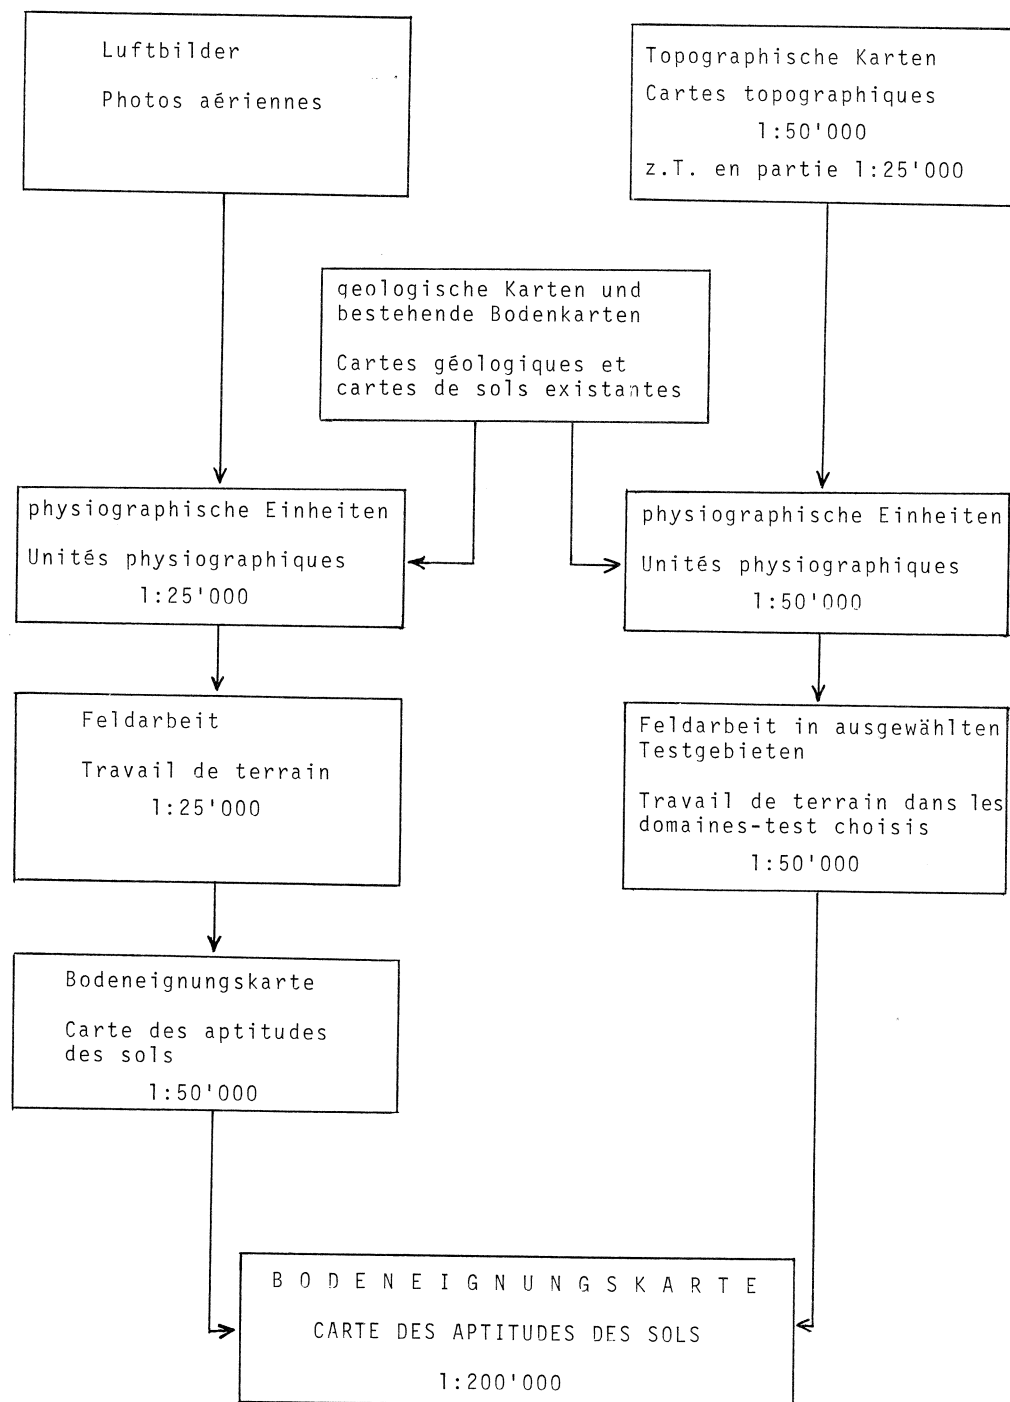 Luftbilder
Photos aériennes
Topographische Karten
Cartes topographiques
1:50'000
z.T. en partie 1:25'000
geologische Karten und
bestehende Bodenkarten
Cartes géologiques et
cartes de sols existantes
physiographische Einheiten
Unités physiographiques
1:25'000
physiographische Einheiten
Unités physiographiques
1:50'000
Feldarbeit
Travail de terrain
1:25'000
Feldarbeit in ausgewählten
Testgebieten
Travail de terrain dans les
domaines-test choisis
1:50'000
Bodeneignungskarte
Carte des aptitudes
des sols
1:50'000
BODENEIGNUNGSKARTE
CARTE DES APTITUDES DES SOLS
1:200'000